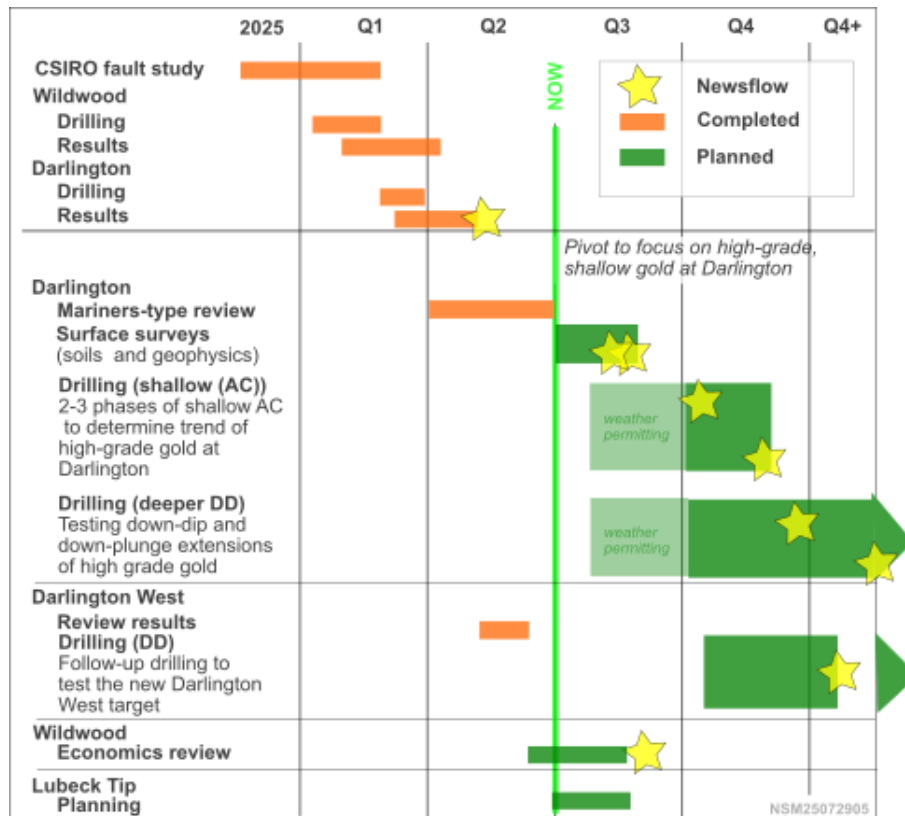 2025 Q1 Q2 Q3 Q4 Q4+
CSIRO fault study
Wildwood
Drilling
Results
Darlington
Drilling
Results
NOW
Newsflow
Completed
Planned
Pivot to focus on high-grade,
shallow gold at Darlington
Darlington
Mariners-type review
Surface surveys
(soils and geophysics)
Drilling (shallow (AC))
2-3 phases of shallow AC
to determine trend of
high-grade gold at
Darlington
weather
permitting
Drilling (deeper DD)
Testing down-dip and
down-plunge extensions
of high grade gold
weather
permitting
Darlington West
Review results
Drilling (DD)
Follow-up drilling to
test the new Darlington
West target
Wildwood
Economics review
Lubeck Tip
Planning
NSM25072905